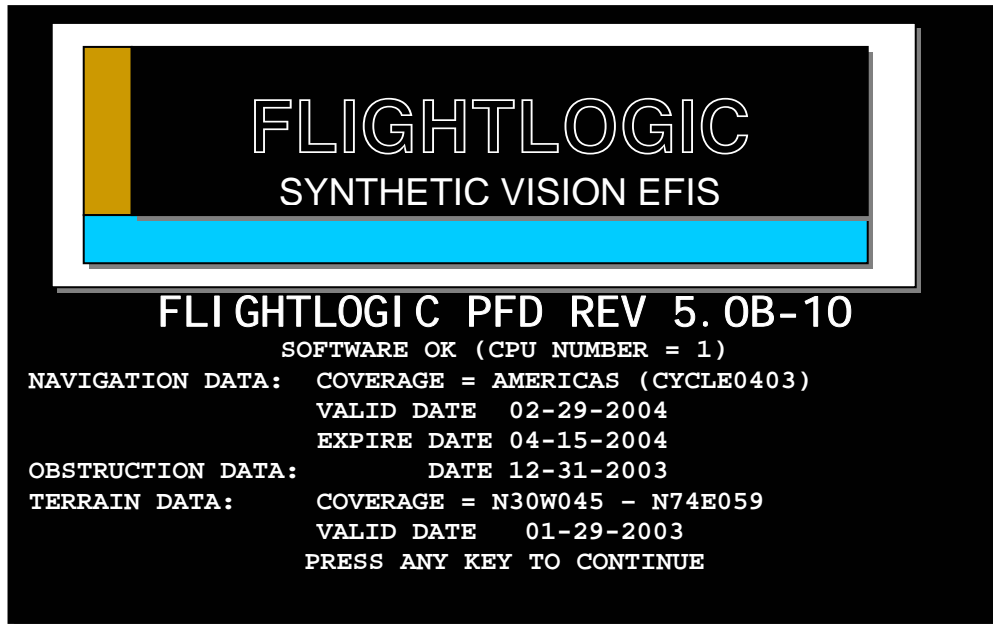 FLIGHTLOGIC
SYNTHETIC VISION EFIS
FLIGHTLOGIC PFD REV 5.0B-10
SOFTWARE OK (CPU NUMBER = 1)
NAVIGATION DATA: COVERAGE = AMERICAS (CYCLE0403)
VALID DATE 02-29-2004
EXPIRE DATE 04-15-2004
OBSTRUCTION DATA: DATE 12-31-2003
TERRAIN DATA: COVERAGE = N30W045 – N74E059
VALID DATE 01-29-2003
PRESS ANY KEY TO CONTINUE